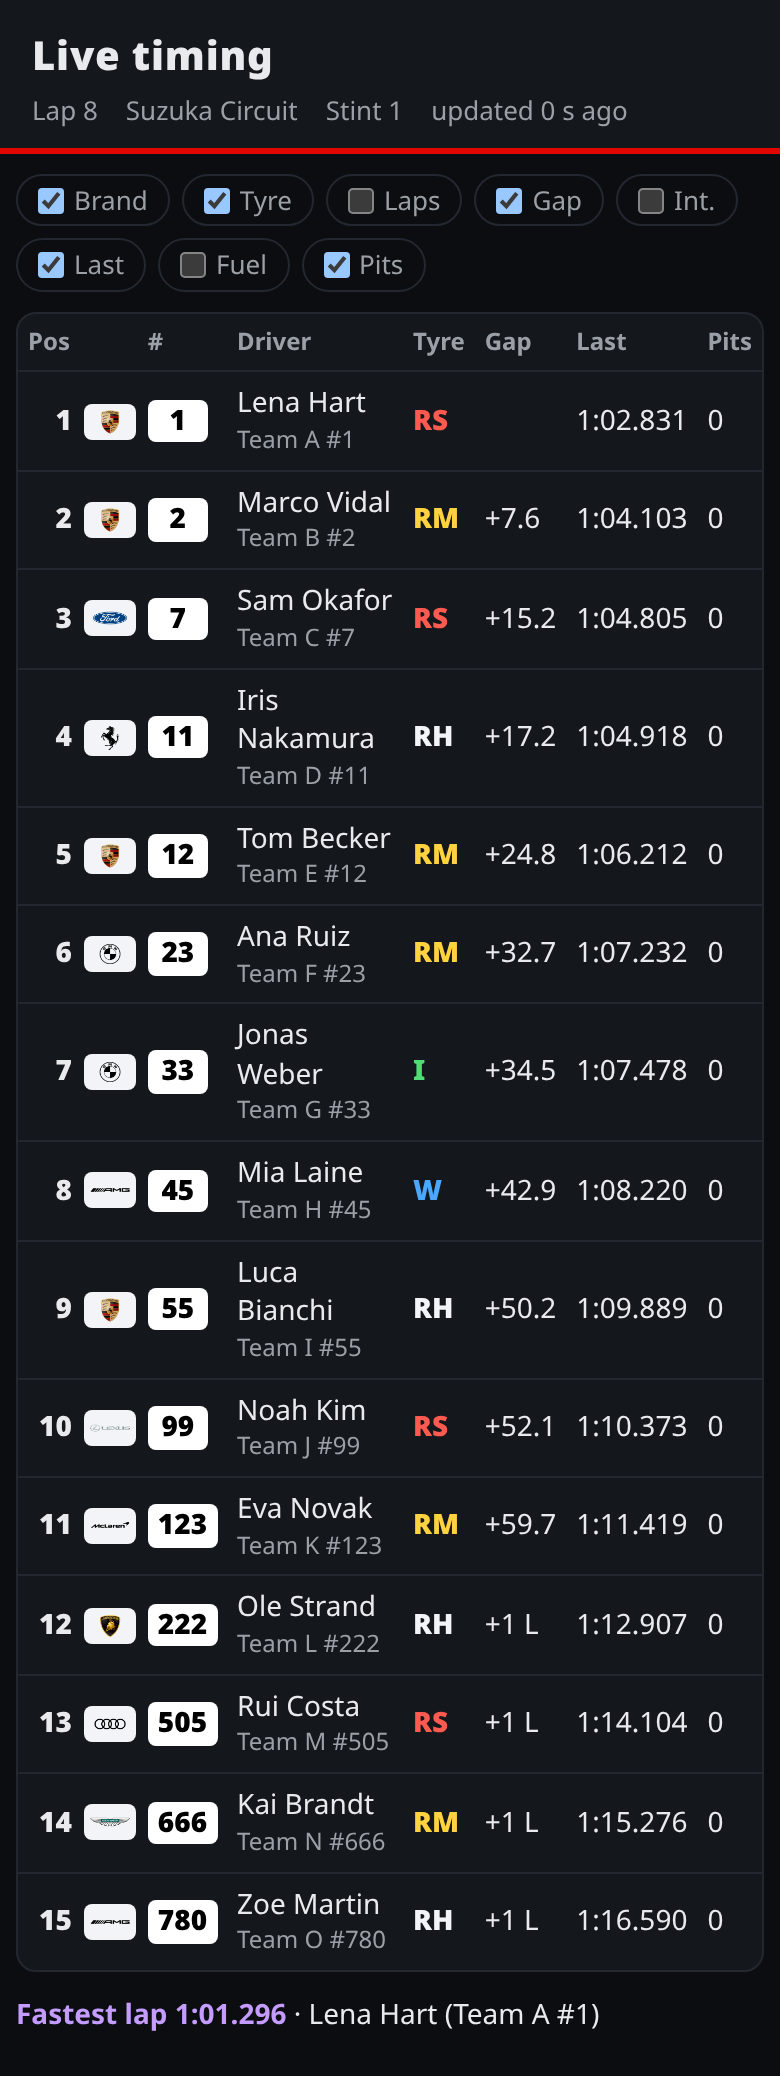 Live timing
Lap 8 Suzuka Circuit Stint 1 updated 0 s ago
Brand Tyre Laps Gap Int.
Last Fuel Pits
Pos # Driver Tyre Gap Last Pits
1 1 Lena Hart RS 1:02.831 0
Team A #1
2 2 Marco Vidal RM +7.6 1:04.103 0
Team B #2
3 Ford 7 Sam Okafor RS +15.2 1:04.805 0
Team C #7
Iris
4 11 Nakamura RH +17.2 1:04.918 0
Team D #11
5 12 Tom Becker RM +24.8 1:06.212 0
Team E #12
6 23 Ana Ruiz RM +32.7 1:07.232 0
Team F #23
Jonas
7 33 Weber I +34.5 1:07.478 0
Team G #33
8 AMG 45 Mia Laine W +42.9 1:08.220 0
Team H #45
Luca
9 55 Bianchi RH +50.2 1:09.889 0
Team I #55
10 LEXUS 99 Noah Kim RS +52.1 1:10.373 0
Team J #99
11 McLaren 123 Eva Novak RM +59.7 1:11.419 0
Team K #123
12 222 Ole Strand RH +1 L 1:12.907 0
Team L #222
13 505 Rui Costa RS +1 L 1:14.104 0
Team M #505
14 666 Kai Brandt RM +1 L 1:15.276 0
Team N #666
15 AMG 780 Zoe Martin RH +1 L 1:16.590 0
Team O #780
Fastest lap 1:01.296 · Lena Hart (Team A #1)